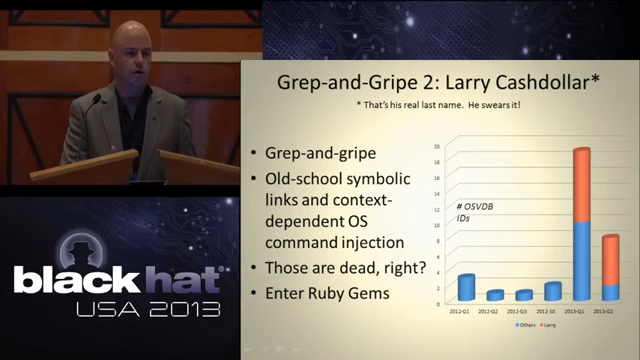 Grep-and-Gripe 2: Larry Cashdollar*
* That's his real last name. He swears it!
• Grep-and-gripe
• Old-school symbolic
links and context-
dependent OS
command injection
• Those are dead, right?
• Enter Ruby Gems
# OSVDB
IDs
20
18
16
14
12
10
8
6
4
2
0
2012-Q1 2012-Q2 2012-Q3 2012-10 2013-Q1 2013-Q2
Others Larry
black hat®
USA 2013